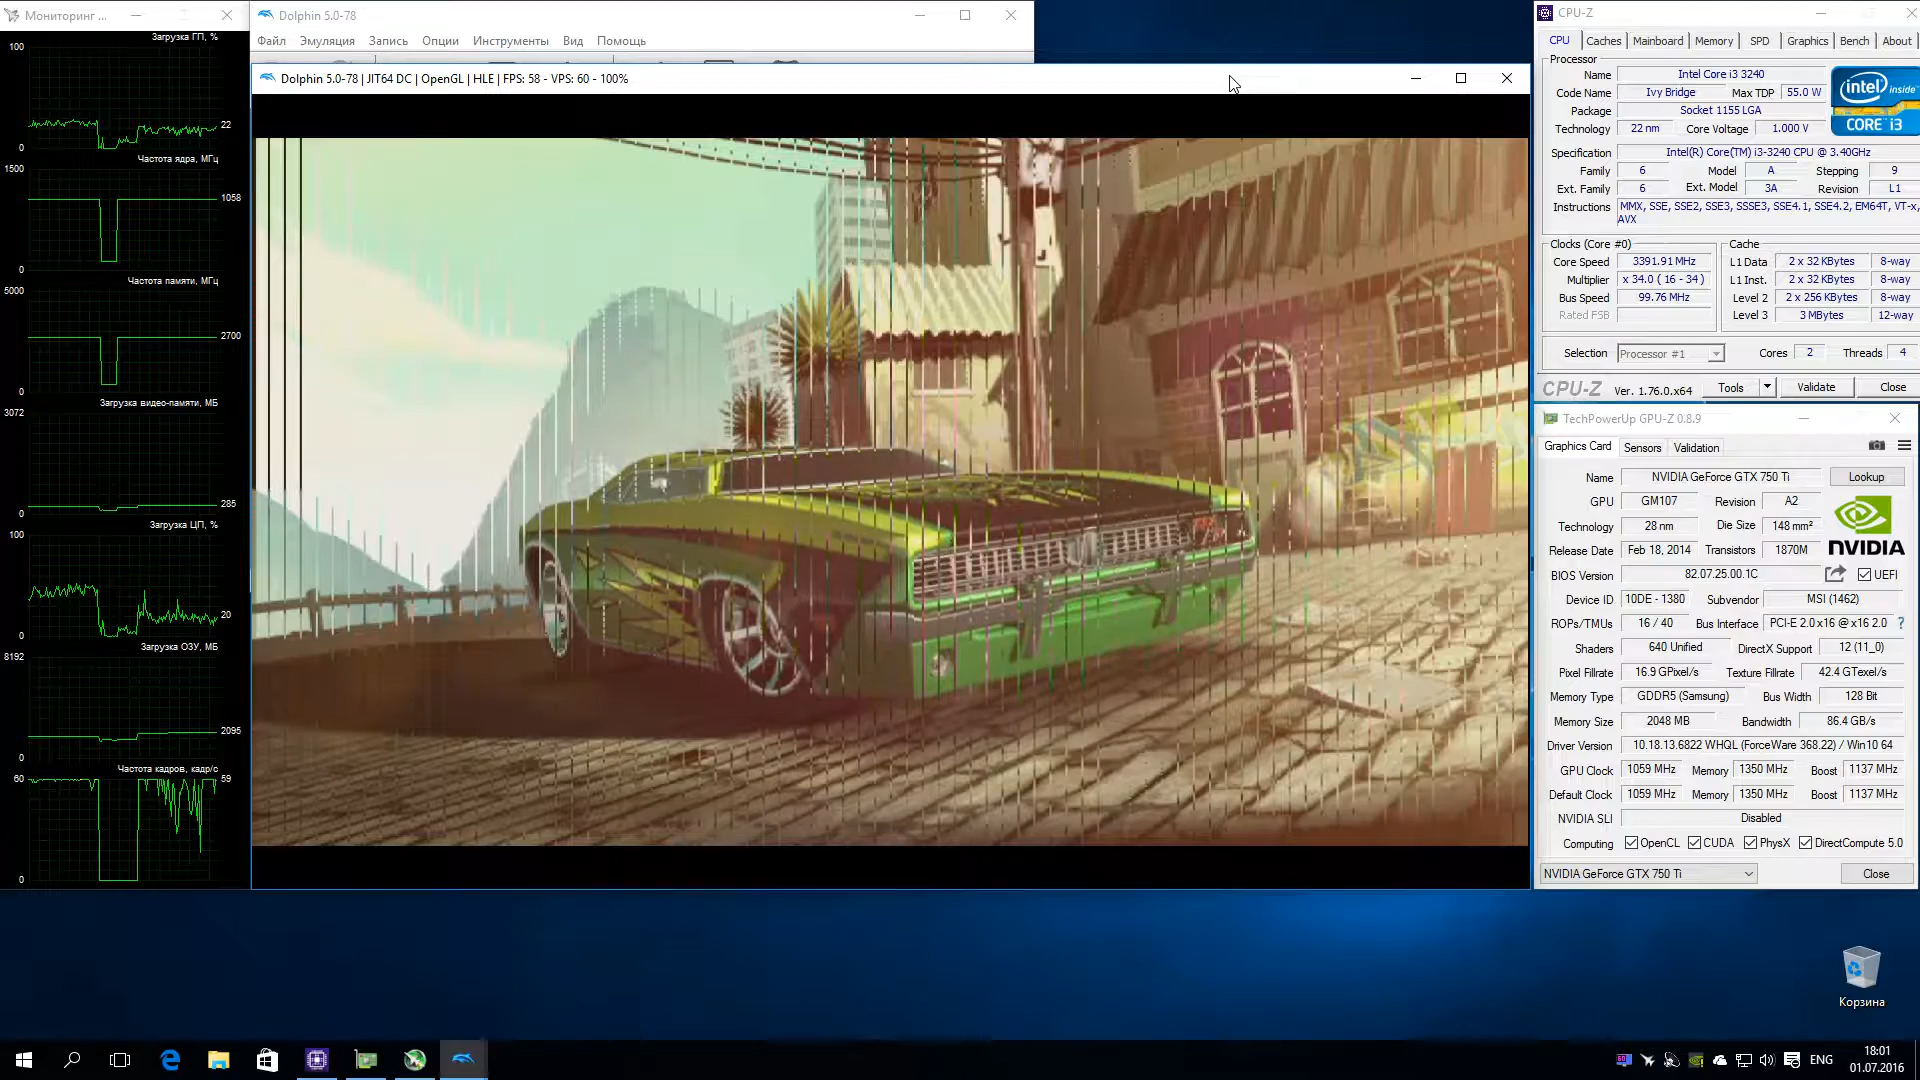 Мониторинг ...
Загрузка ГП, %
100
22
0
Частота ядра, МГц
1500
1058
0
Частота памяти, МГц
5000
2700
0
Загрузка видео-памяти, МБ
3072
285
0
Загрузка ЦП, %
100
20
0
Загрузка ОЗУ, МБ
8192
2095
0
Частота кадров, кадр/с
60
59
0
Dolphin 5.0-78
Файл Эмуляция Запись Опции Инструменты Вид Помощь
Dolphin 5.0-78 | JIT64 DC | OpenGL | HLE | FPS: 58 - VPS: 60 - 100%
CPU-Z
CPU Caches Mainboard Memory SPD Graphics Bench About
Processor
Name Intel Core i3 3240
Code Name Ivy Bridge Max TDP 55.0 W
Package Socket 1155 LGA
Technology 22 nm Core Voltage 1.000 V
intel inside
CORE i3
Specification Intel(R) Core(TM) i3-3240 CPU @ 3.40GHz
Family 6 Model A Stepping 9
Ext. Family 6 Ext. Model 3A Revision L1
Instructions MMX, SSE, SSE2, SSE3, SSSE3, SSE4.1, SSE4.2, EM64T, VT-x,
AVX
Clocks (Core #0)
Core Speed 3391.91 MHz
Multiplier x 34.0 ( 16 - 34 )
Bus Speed 99.76 MHz
Rated FSB
Cache
L1 Data 2 x 32 KBytes 8-way
L1 Inst. 2 x 32 KBytes 8-way
Level 2 2 x 256 KBytes 8-way
Level 3 3 MBytes 12-way
Selection Processor #1 Cores 2 Threads 4
CPU-Z Ver. 1.76.0.x64 Tools Validate Close
TechPowerUp GPU-Z 0.8.9
Graphics Card Sensors Validation
Name NVIDIA GeForce GTX 750 Ti Lookup
GPU GM107 Revision A2
Technology 28 nm Die Size 148 mm²
Release Date Feb 18, 2014 Transistors 1870M
NVIDIA
BIOS Version 82.07.25.00.1C UEFI
Device ID 10DE - 1380 Subvendor MSI (1462)
ROPs/TMUs 16 / 40 Bus Interface PCI-E 2.0 x16 @ x16 2.0 ?
Shaders 640 Unified DirectX Support 12 (11_0)
Pixel Fillrate 16.9 GPixel/s Texture Fillrate 42.4 GTexel/s
Memory Type GDDR5 (Samsung) Bus Width 128 Bit
Memory Size 2048 MB Bandwidth 86.4 GB/s
Driver Version 10.18.13.6822 WHQL (ForceWare 368.22) / Win10 64
GPU Clock 1059 MHz Memory 1350 MHz Boost 1137 MHz
Default Clock 1059 MHz Memory 1350 MHz Boost 1137 MHz
NVIDIA SLI Disabled
Computing OpenCL CUDA PhysX DirectCompute 5.0
NVIDIA GeForce GTX 750 Ti Close
Корзина
60
ENG
18:01
01.07.2016